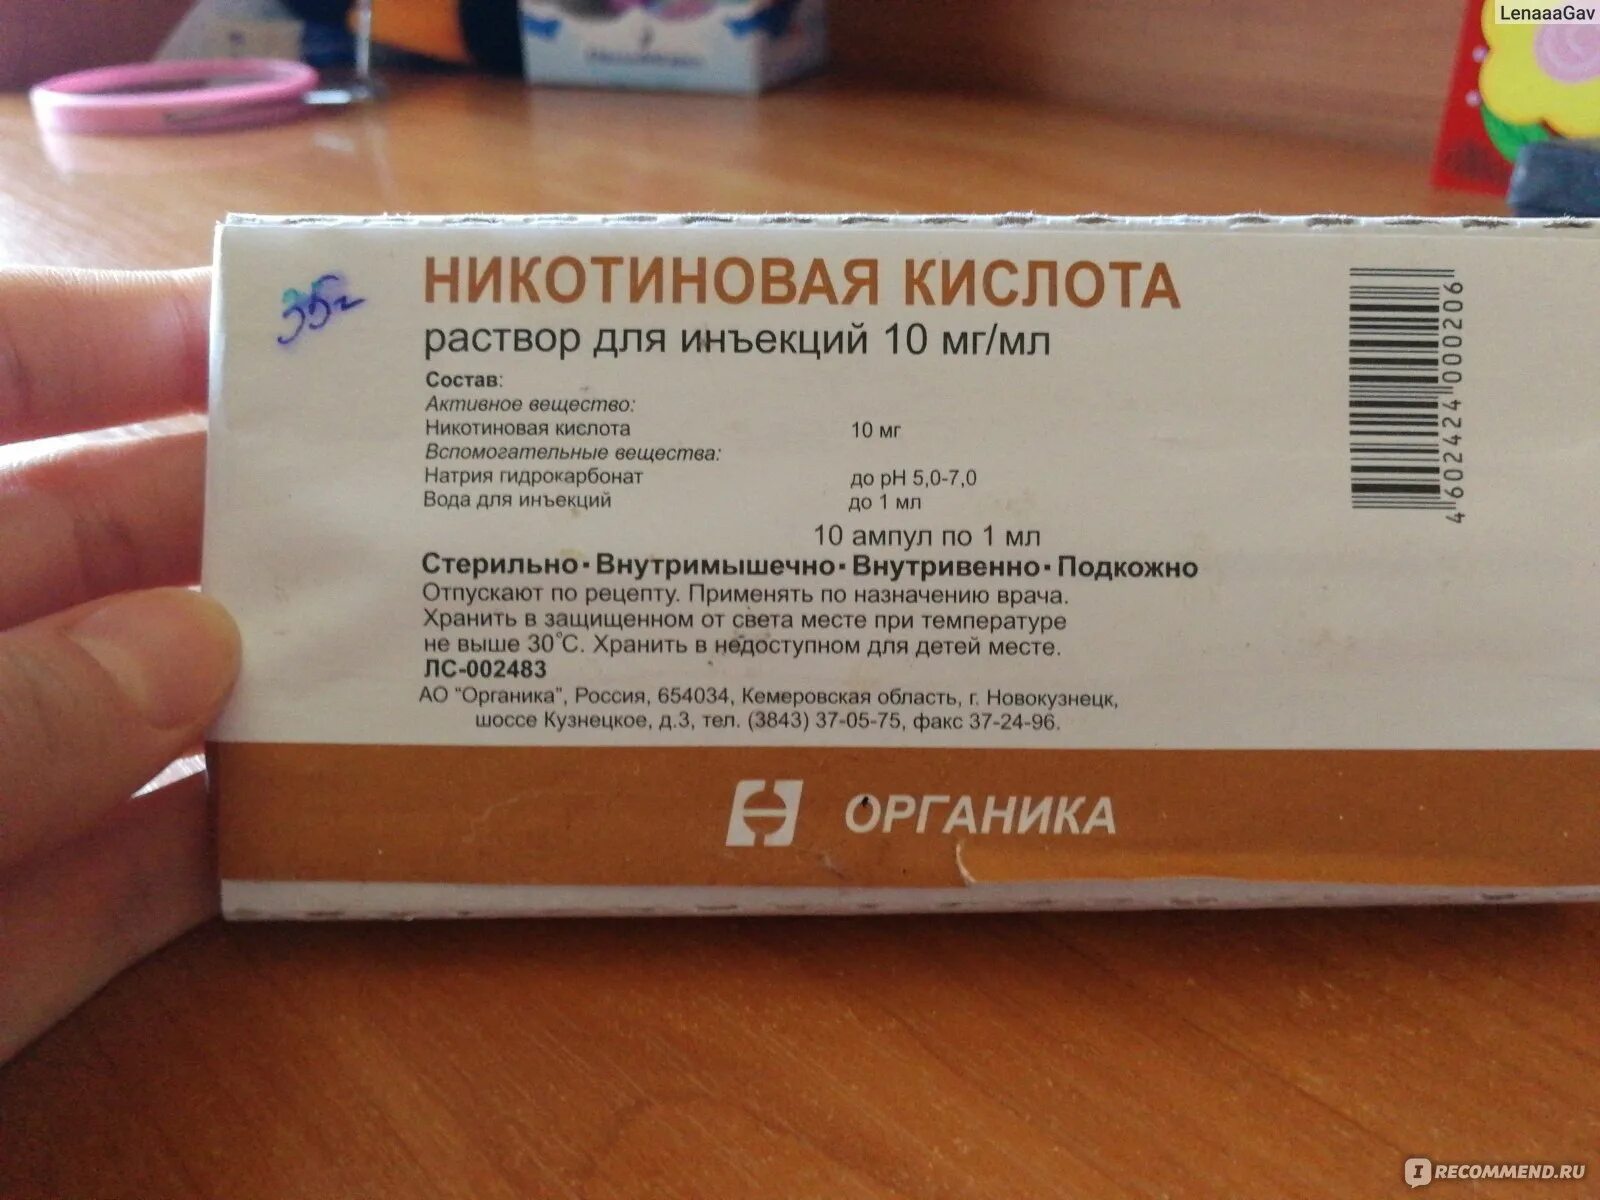 LenaaaGav
35г
НИКОТИНОВАЯ КИСЛОТА
раствор для инъекций 10 мг/мл
Состав:
Активное вещество:
Никотиновая кислота 10 мг
Вспомогательные вещества:
Натрия гидрокарбонат до pH 5,0-7,0
Вода для инъекций до 1 мл
10 ампул по 1 мл
Стерильно·Внутримышечно·Внутривенно·Подкожно
Отпускают по рецепту. Применять по назначению врача.
Хранить в защищенном от света месте при температуре
не выше 30°С. Хранить в недоступном для детей месте.
ЛС-002483
АО "Органика", Россия, 654034, Кемеровская область, г. Новокузнецк,
шоссе Кузнецкое, д.3, тел. (3843) 37-05-75, факс 37-24-96.
4602424000206
ОРГАНИКА
IRECOMMEND.RU